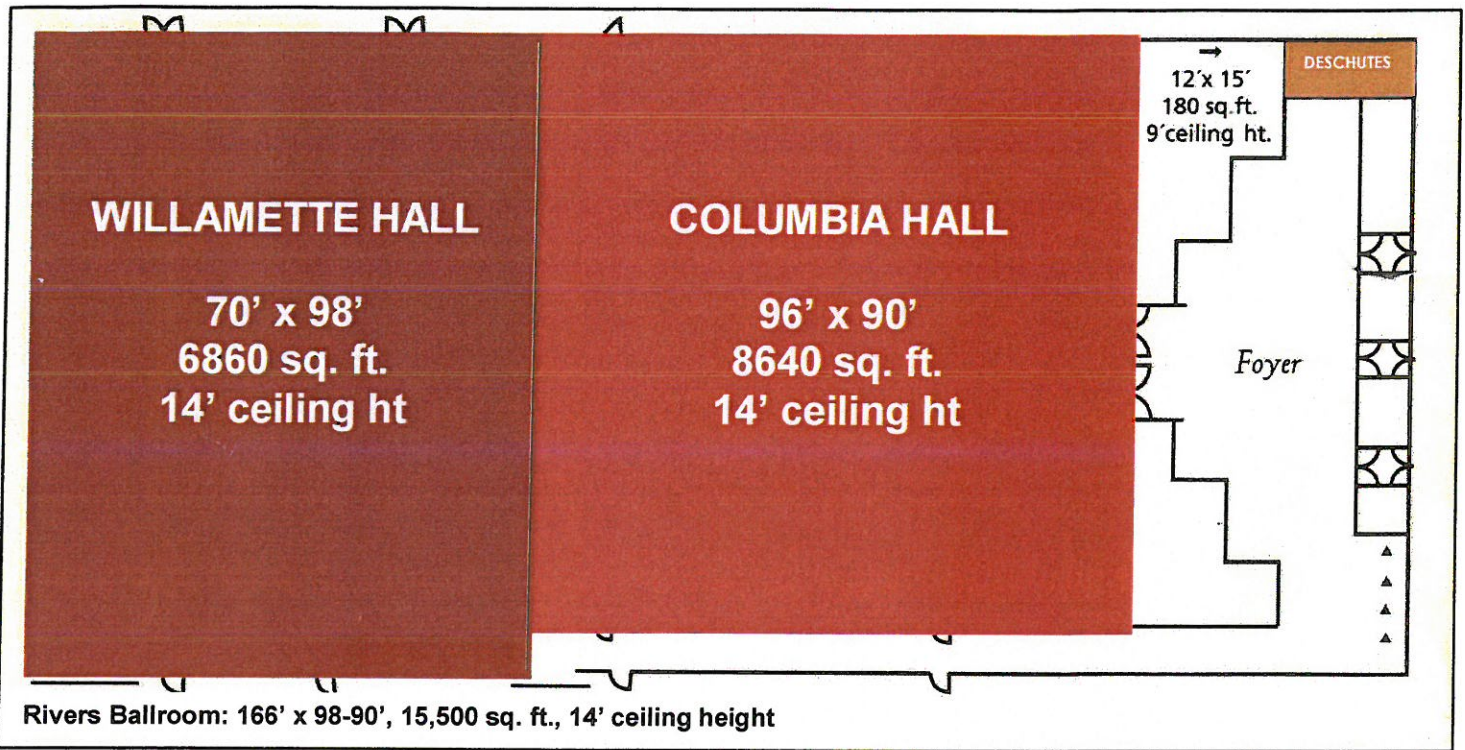 WILLAMETTE HALL
70’ x 98’
6860 sq. ft.
14’ ceiling ht
COLUMBIA HALL
96’ x 90’
8640 sq. ft.
14’ ceiling ht
→
12´x 15´
180 sq.ft.
9´ceiling ht.
DESCHUTES
Foyer
Rivers Ballroom: 166’ x 98-90’, 15,500 sq. ft., 14’ ceiling height